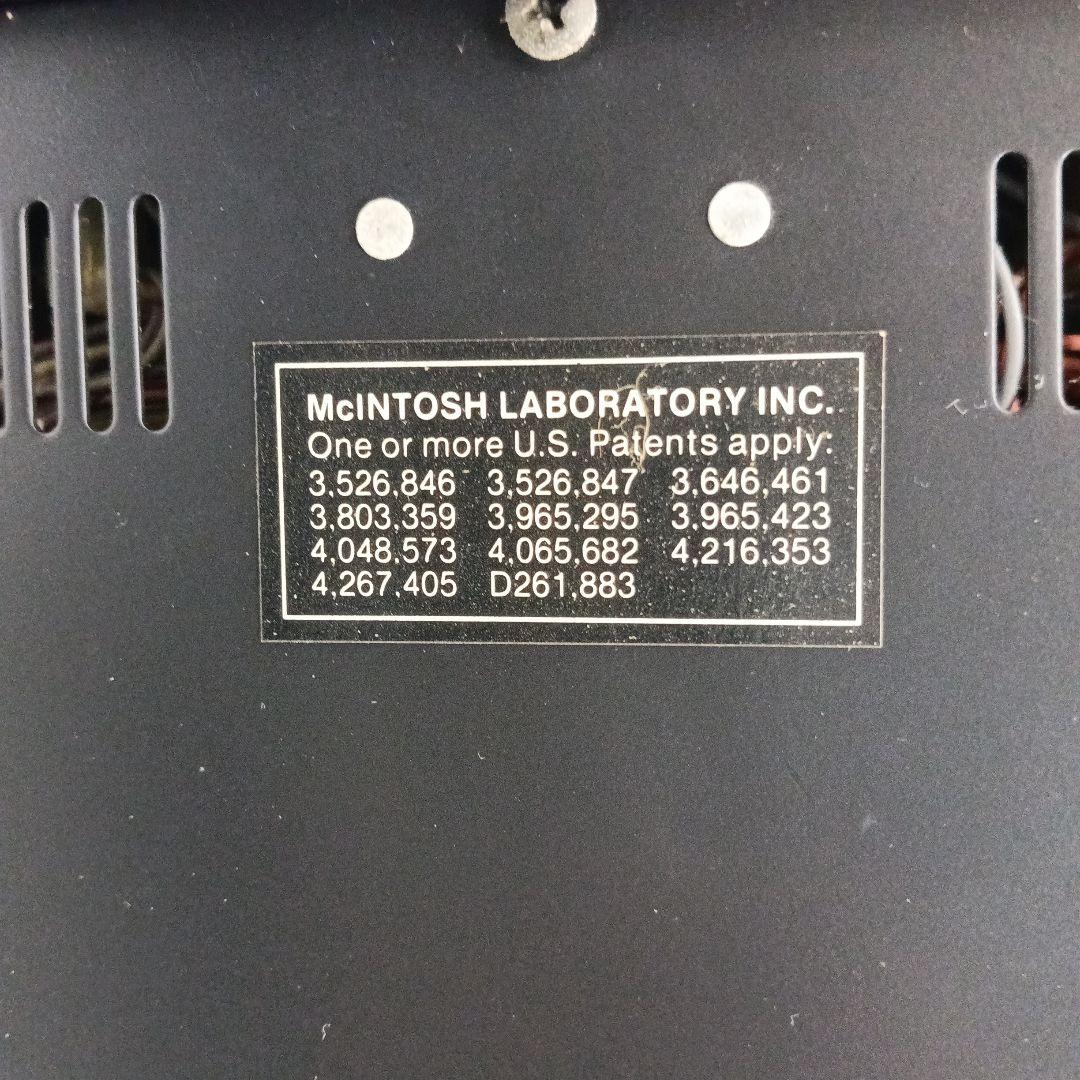 McINTOSH LABORATORY INC.
One or more U.S. Patents apply:
3,526,846 3,526,847 3,646,461
3,803,359 3,965,295 3,965,423
4,048,573 4,065,682 4,216,353
4,267,405 D261,883